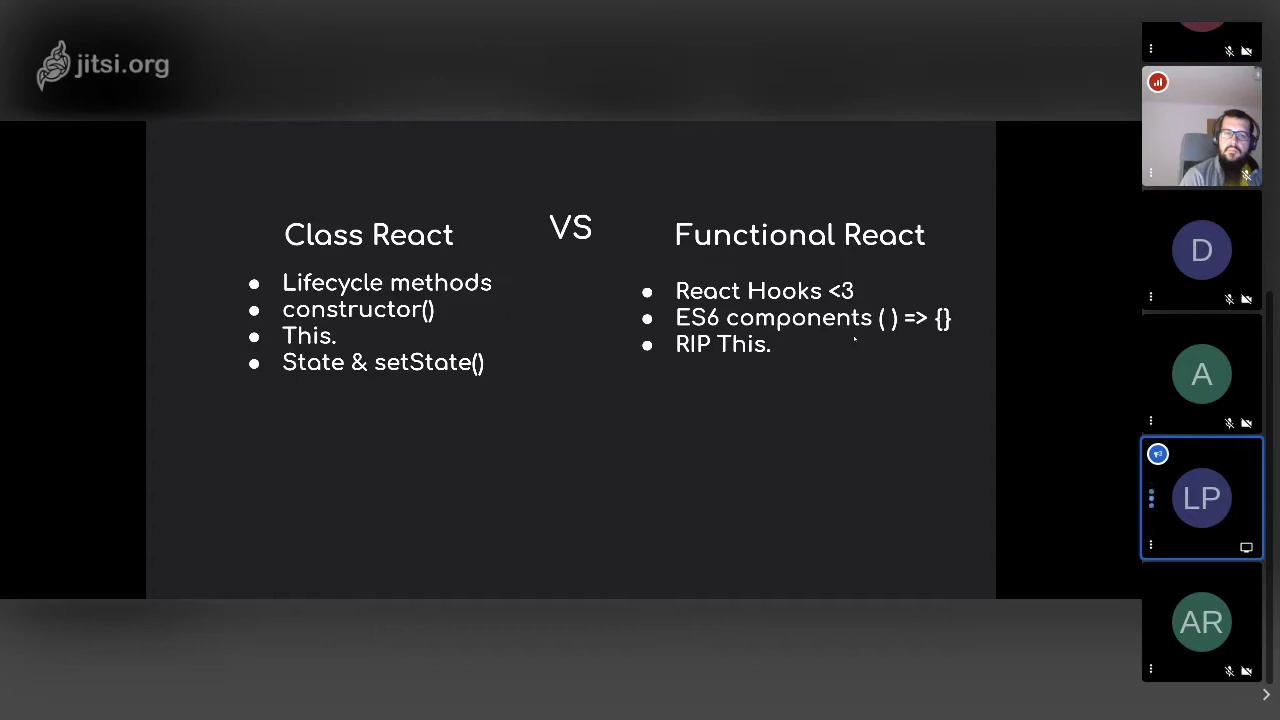 jitsi.org
Class React
VS
Functional React
Lifecycle methods
constructor()
This.
State & setState()
React Hooks <3
ES6 components ( ) => {}
RIP This.
D
A
LP
AR